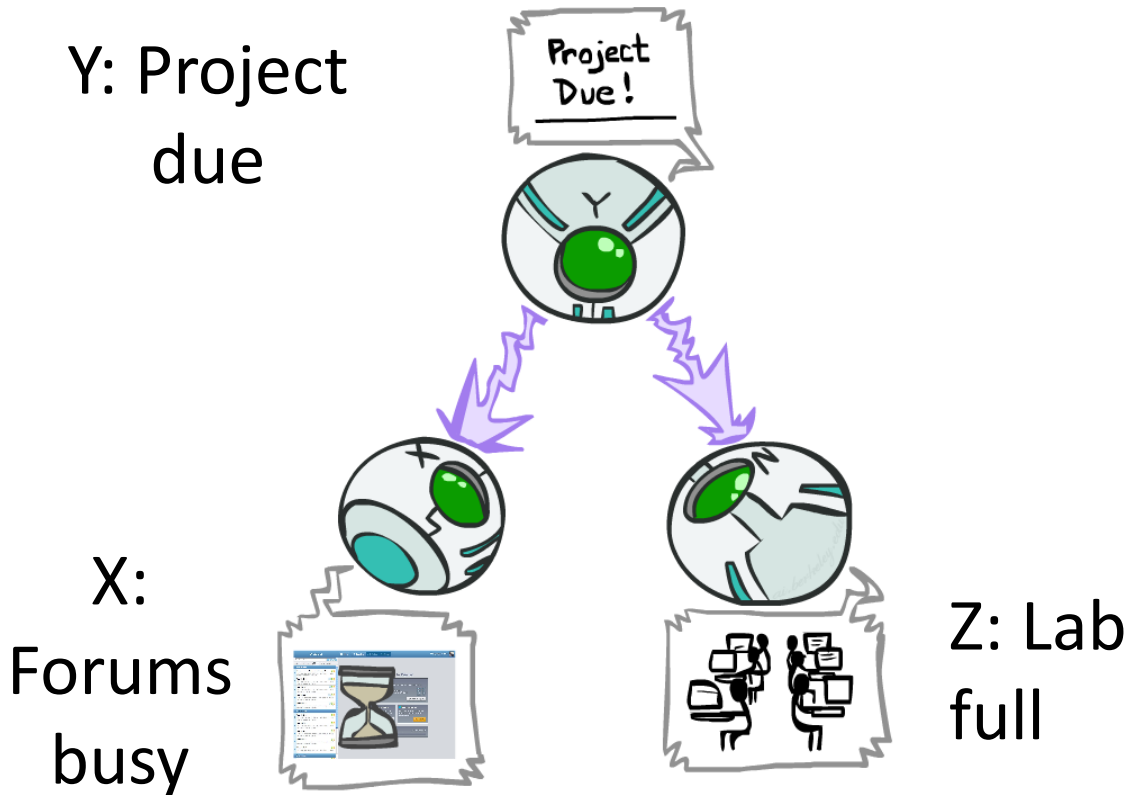 Y: Project
due
Project
Due!
Y
X
Z
X:
Forums
busy
Z: Lab
full